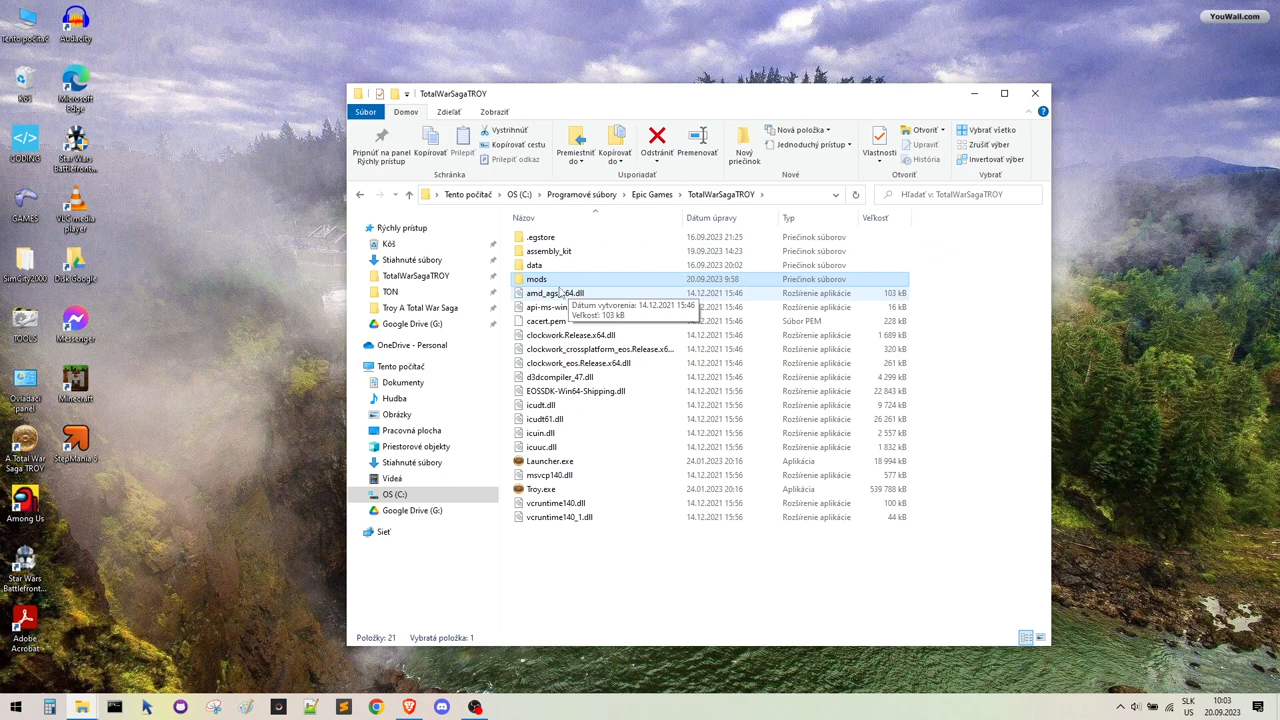 YouWall.com
Tento počítač
Audacity
Kôš
Microsoft Edge
CODING
Star Wars Battlefront...
GAMES
VLC media player
Disk Google
TOOLS
Messenger
Ovládací panel
Minecraft
A Total War Saga TROY
StepMania 5
Among Us
Star Wars Battlefront...
Adobe Acrobat
TotalWarSagaTROY
Súbor
Domov
Zdieľať
Zobraziť
Pripnúť na panel Rýchly prístup
Kopírovať
Prilepiť
Vystrihnúť
Kopírovať cestu
Prilepiť odkaz
Schránka
Premiestniť do
Kopírovať do
Odstrániť
Premenovať
Usporiadať
Nový priečinok
Nová položka
Jednoduchý prístup
Nové
Vlastnosti
Otvoriť
Upraviť
História
Otvoriť
Vybrať všetko
Zrušiť výber
Invertovať výber
Vybrať
Tento počítač > OS (C:) > Programové súbory > Epic Games > TotalWarSagaTROY >
Hľadať v: TotalWarSagaTROY
Rýchly prístup
Kôš
Stiahnuté súbory
TotalWarSagaTROY
TON
Troy A Total War Saga
Google Drive (G:)
OneDrive - Personal
Tento počítač
Dokumenty
Hudba
Obrázky
Pracovná plocha
Priestorové objekty
Stiahnuté súbory
Videá
OS (C:)
Google Drive (G:)
Sieť
Názov Dátum úpravy Typ Veľkosť
.egstore 16.09.2023 21:25 Priečinok súborov
assembly_kit 19.09.2023 14:23 Priečinok súborov
data 16.09.2023 20:02 Priečinok súborov
mods 20.09.2023 9:58 Priečinok súborov
amd_ags_x64.dll 14.12.2021 15:46 Rozšírenie aplikácie 103 kB
api-ms-win 14.12.2021 15:46 Rozšírenie aplikácie 16 kB
Dátum vytvorenia: 14.12.2021 15:46
Veľkosť: 103 kB
cacert.pem Súbor PEM 228 kB
clockwork.Release.x64.dll 14.12.2021 15:46 Rozšírenie aplikácie 1 689 kB
clockwork_crossplatform_eos.Release.x6... 14.12.2021 15:46 Rozšírenie aplikácie 320 kB
clockwork_eos.Release.x64.dll 14.12.2021 15:46 Rozšírenie aplikácie 261 kB
d3dcompiler_47.dll 14.12.2021 15:46 Rozšírenie aplikácie 4 299 kB
EOSSDK-Win64-Shipping.dll 14.12.2021 15:46 Rozšírenie aplikácie 22 843 kB
icudt.dll 14.12.2021 15:56 Rozšírenie aplikácie 9 724 kB
icudt61.dll 14.12.2021 15:56 Rozšírenie aplikácie 26 261 kB
icuin.dll 14.12.2021 15:56 Rozšírenie aplikácie 2 557 kB
icuuc.dll 14.12.2021 15:56 Rozšírenie aplikácie 1 832 kB
Launcher.exe 24.01.2023 20:16 Aplikácia 18 994 kB
msvcp140.dll 14.12.2021 15:56 Rozšírenie aplikácie 577 kB
Troy.exe 24.01.2023 20:16 Aplikácia 539 788 kB
vcruntime140.dll 14.12.2021 15:56 Rozšírenie aplikácie 100 kB
vcruntime140_1.dll 14.12.2021 15:56 Rozšírenie aplikácie 44 kB
Položky: 21 Vybratá položka: 1
SLK
US
10:03
20.09.2023